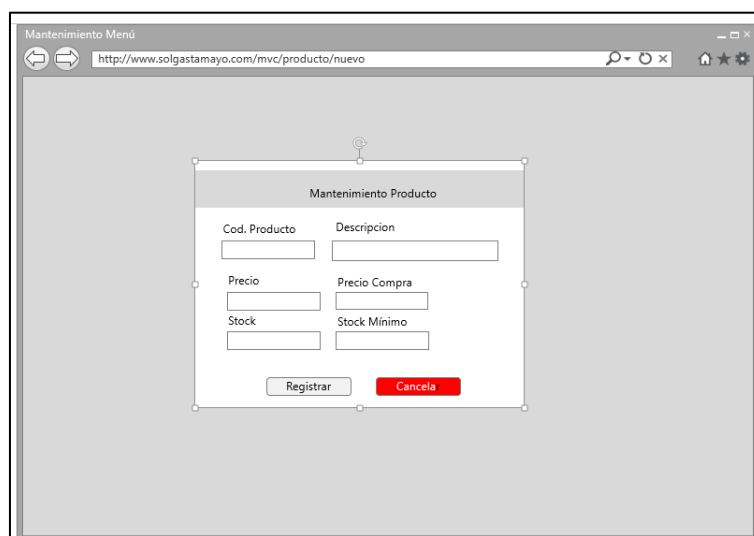 Mantenimiento Menú
http://www.solgastamayo.com/mvc/producto/nuevo
Mantenimiento Producto
Cod. Producto Descripcion
Precio Precio Compra
Stock Stock Mínimo
Registrar Cancelar